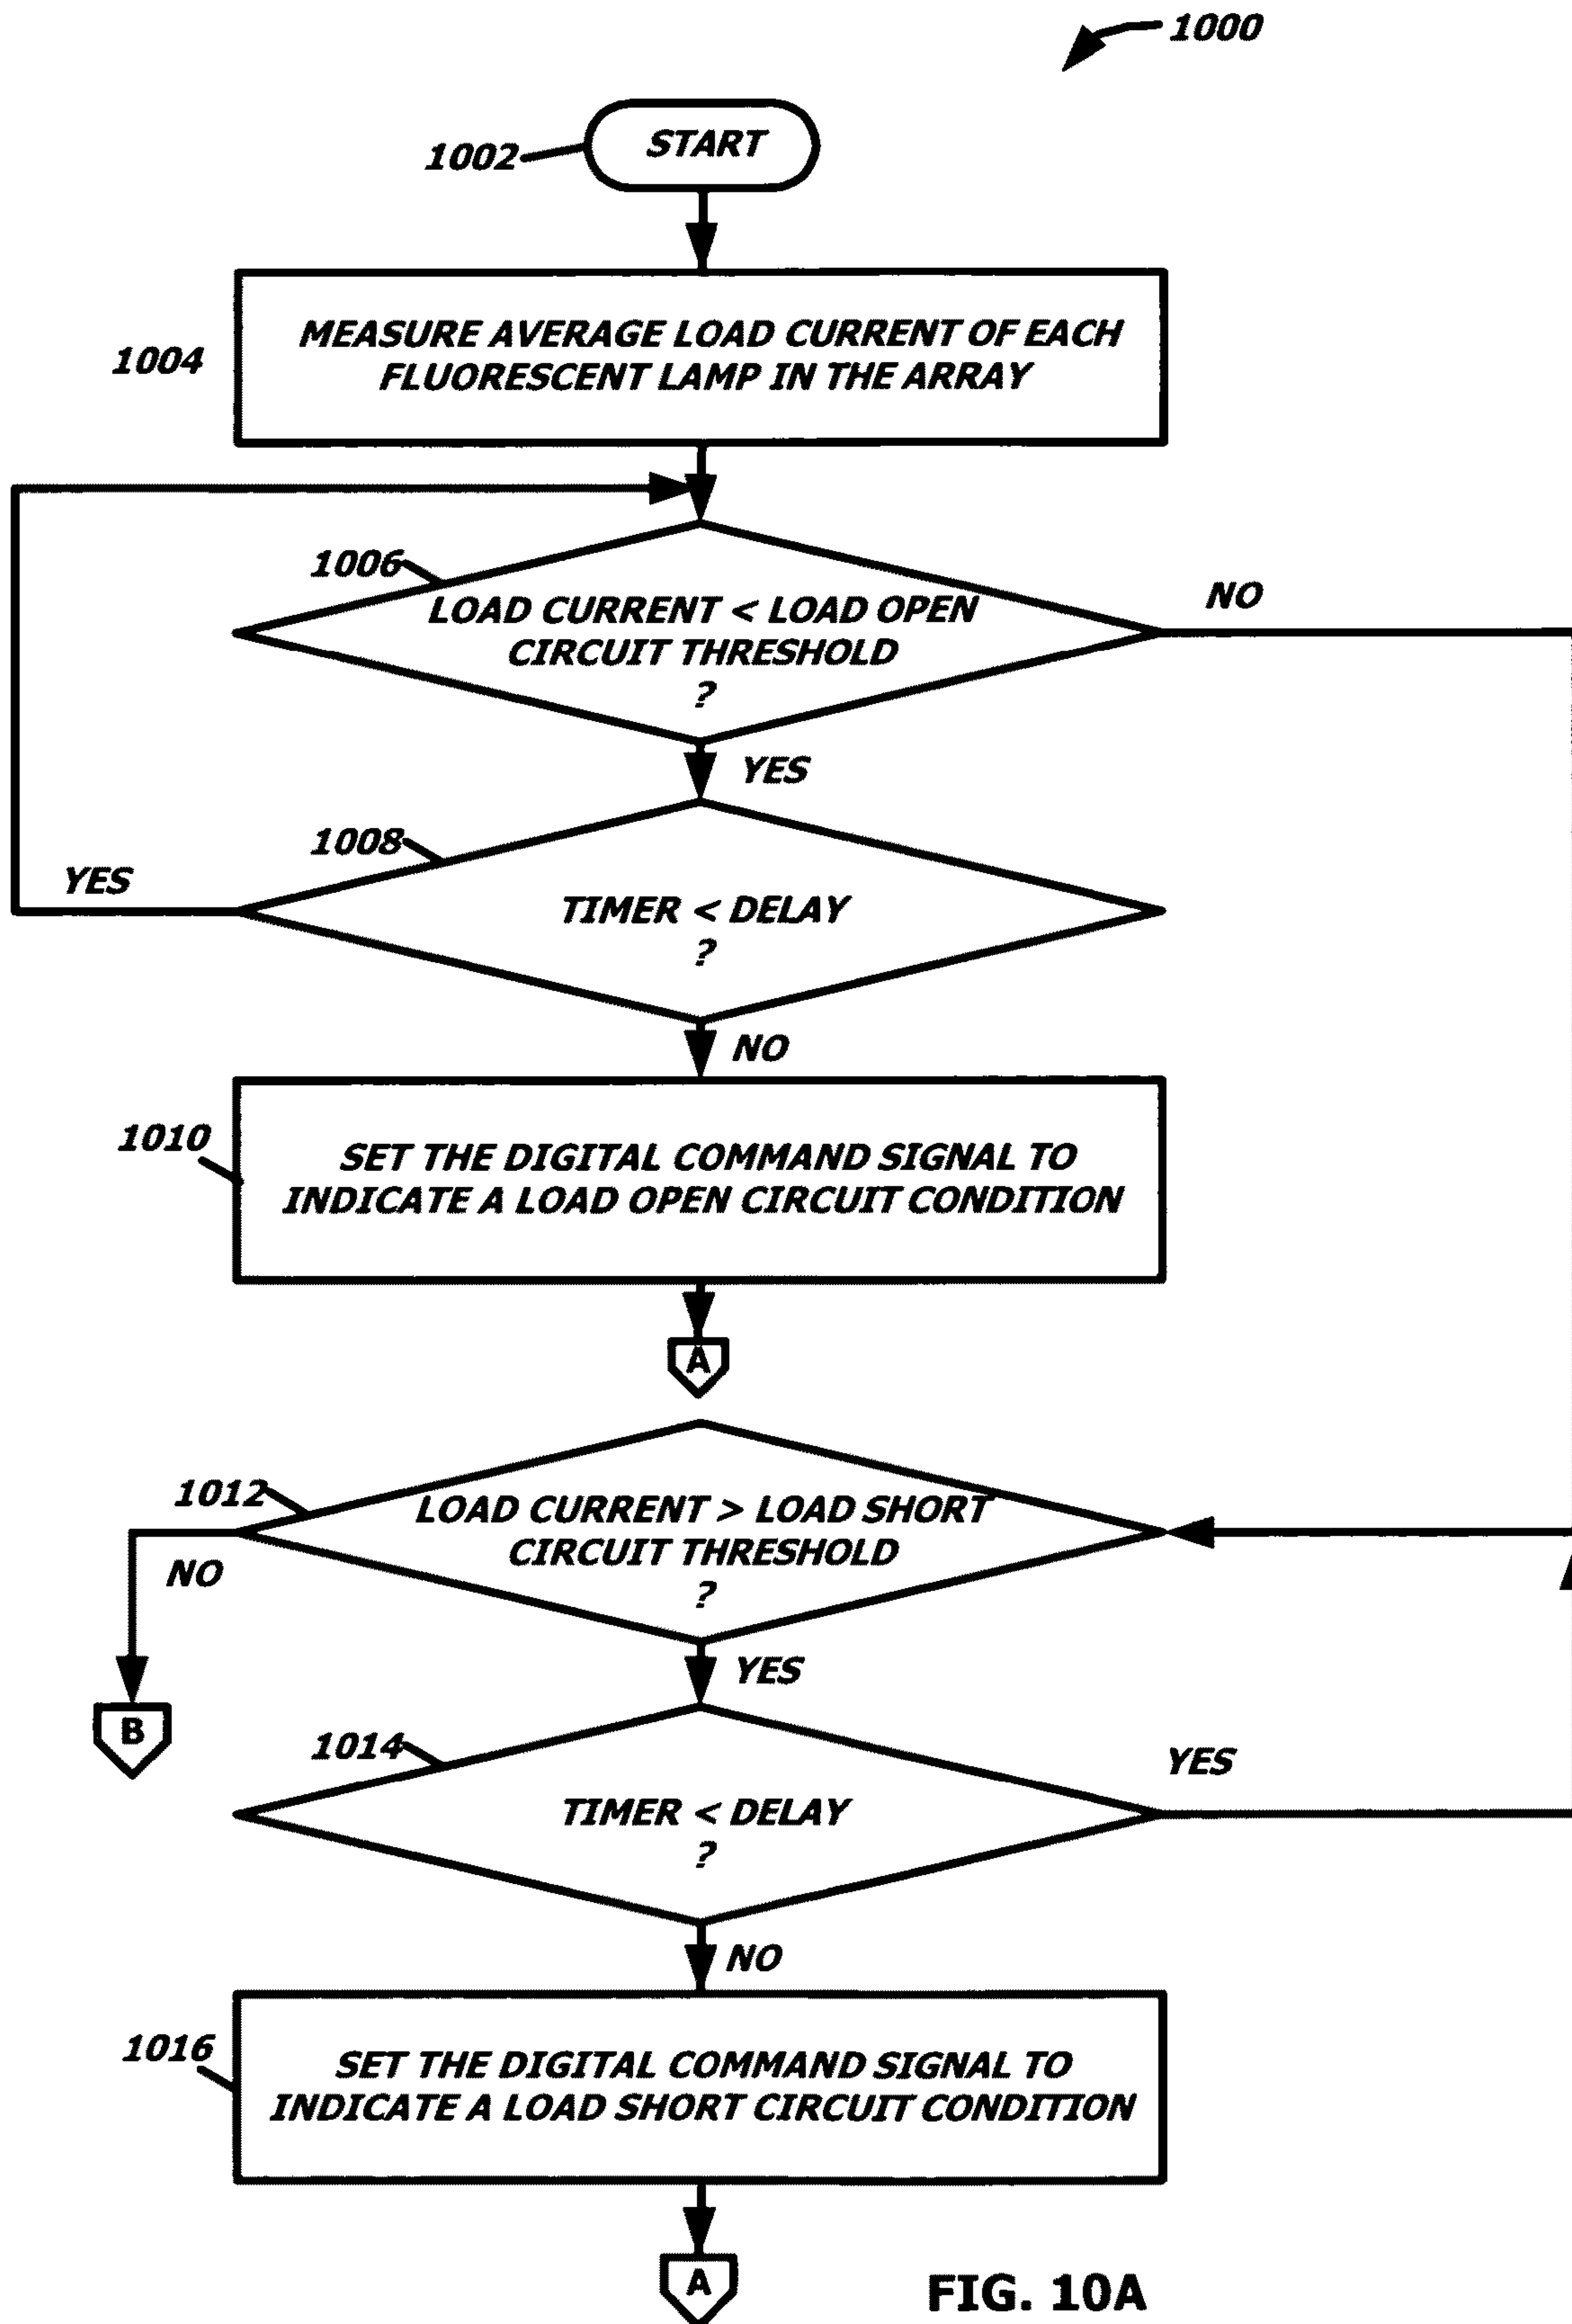 1000
1002
START
1004
MEASURE AVERAGE LOAD CURRENT OF EACH
FLUORESCENT LAMP IN THE ARRAY
1006
LOAD CURRENT < LOAD OPEN
CIRCUIT THRESHOLD
?
NO
YES
1008
TIMER < DELAY
?
YES
NO
1010
SET THE DIGITAL COMMAND SIGNAL TO
INDICATE A LOAD OPEN CIRCUIT CONDITION
A
1012
LOAD CURRENT > LOAD SHORT
CIRCUIT THRESHOLD
?
NO
YES
B
1014
TIMER < DELAY
?
YES
NO
1016
SET THE DIGITAL COMMAND SIGNAL TO
INDICATE A LOAD SHORT CIRCUIT CONDITION
A
FIG. 10A